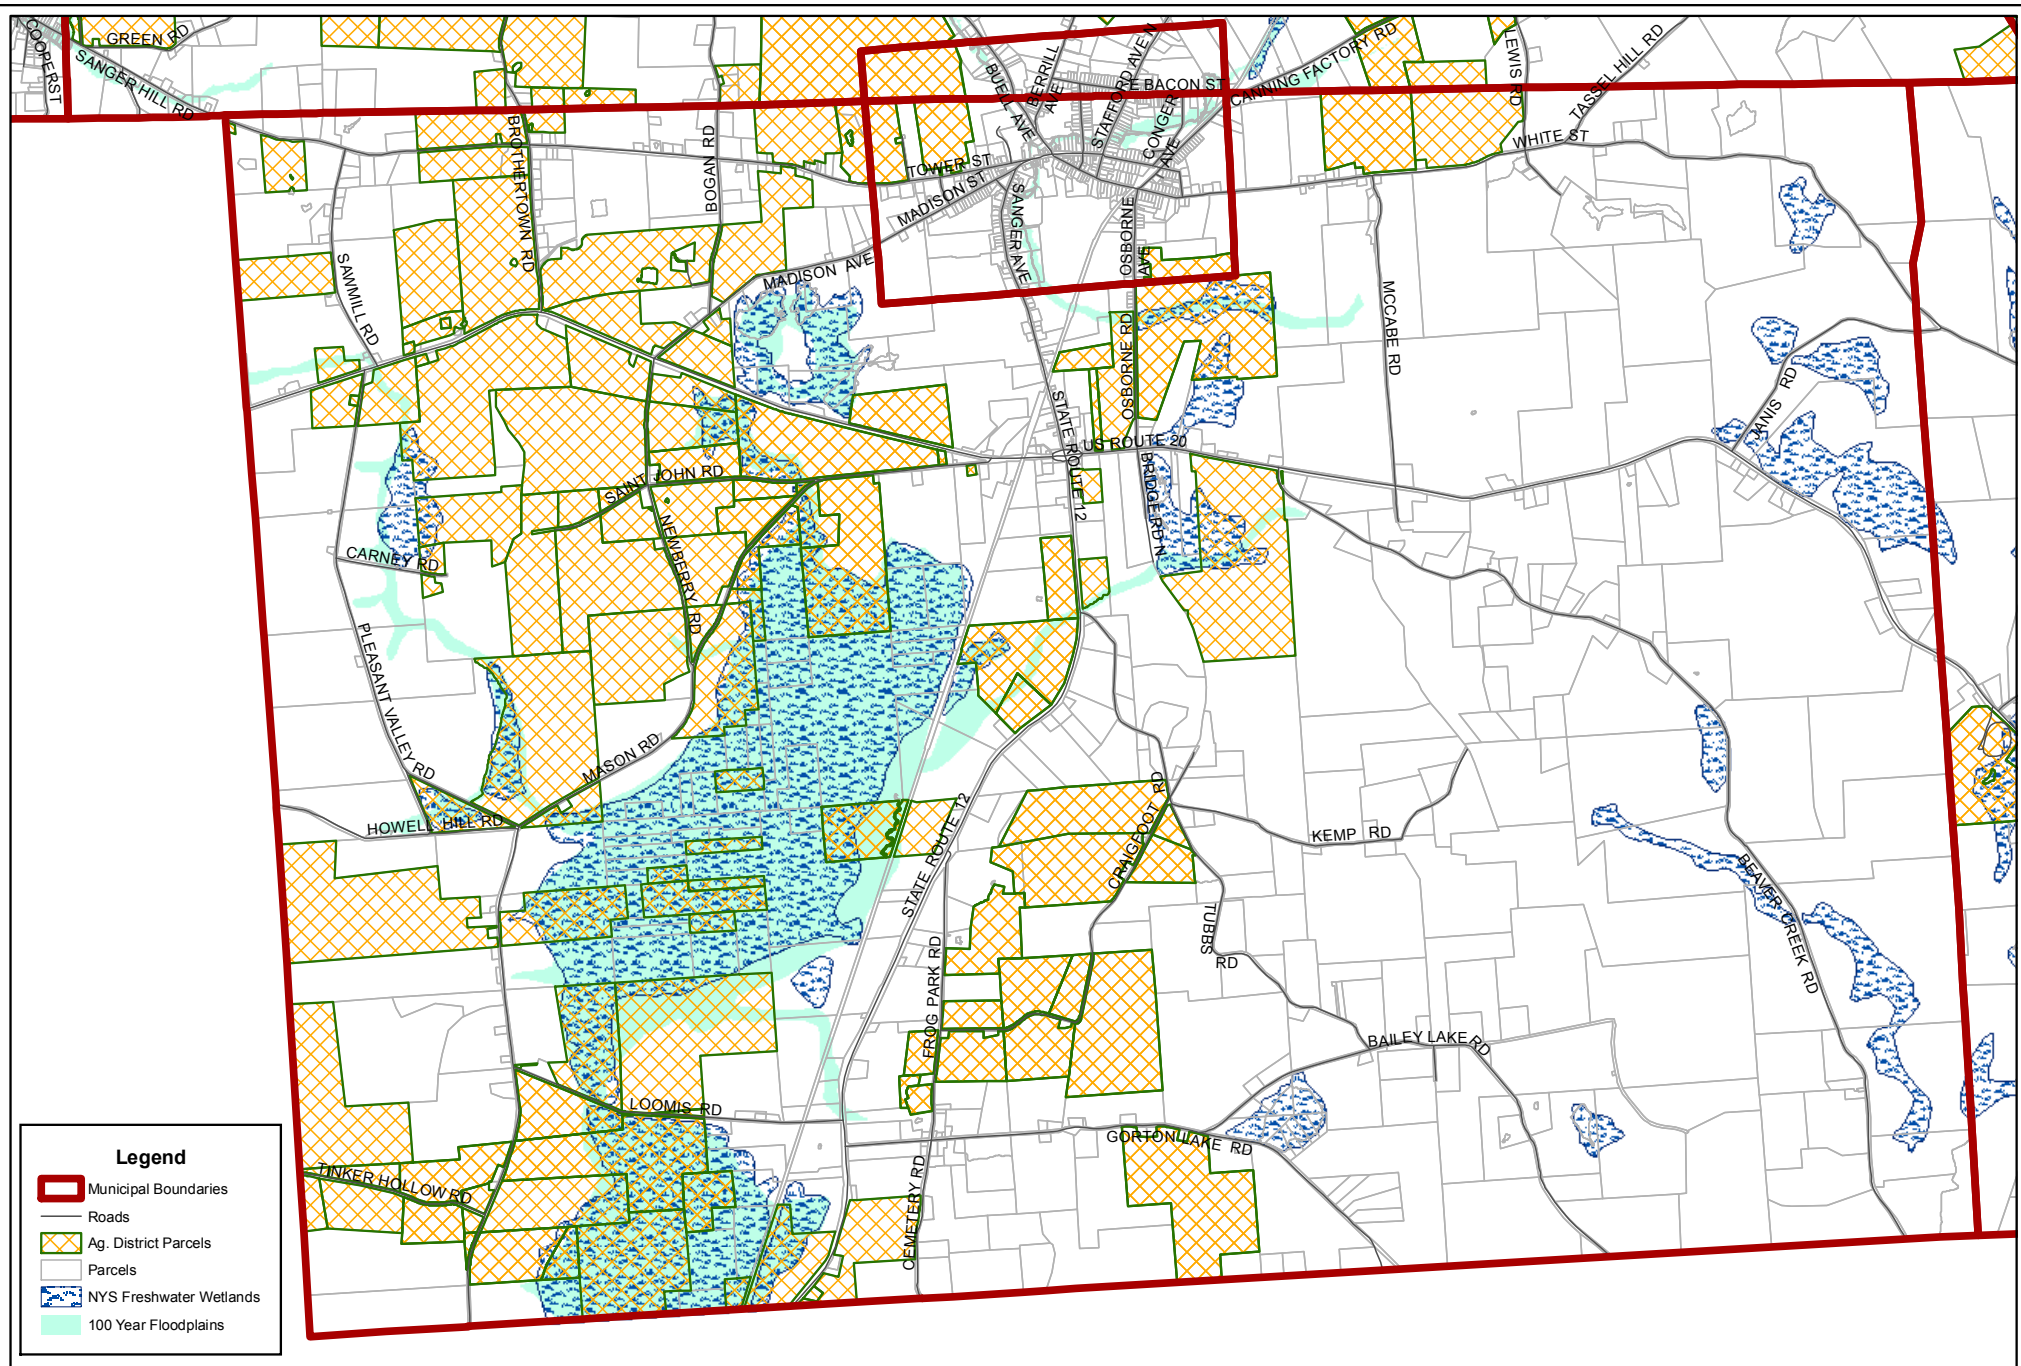 GREEN RD
COOPERST
SANGER HILL RD
BUELL AVE
BERRILL AVE
STAFFORD AVE N
E BACON ST
CONGER AVE
CANNING FACTORY RD
LEWIS RD
TASSEL HILL RD
WHITE ST
BROTHERTOWN RD
BOGAN RD
TOWER ST
MADISON ST
SANGER AVE
OSBORNE AVE
MADISON AVE
SAWMILL RD
MCCABE RD
OSBORNE RD
STATE ROUTE 12
US ROUTE 20
BRIDGE RD N
JANIS RD
SAINT JOHN RD
NEWBERRY RD
CARNEY RD
PLEASANT VALLEY RD
MASON RD
HOWELL HILL RD
STATE ROUTE 12
CRAIGFOOT RD
KEMP RD
BEAVER CREEK RD
TUBBS RD
FROG PARK RD
BAILEY LAKE RD
LOOMIS RD
GORTON LAKE RD
TINKER HOLLOW RD
CEMETERY RD
Legend
Municipal Boundaries
Roads
Ag. District Parcels
Parcels
NYS Freshwater Wetlands
100 Year Floodplains